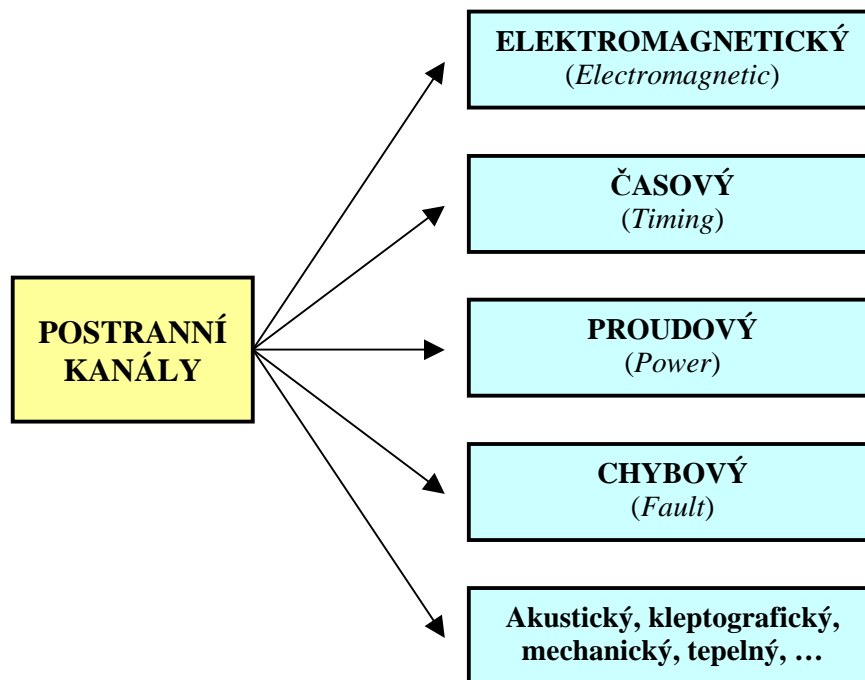 ELEKTROMAGNETICKÝ
(Electromagnetic)
ČASOVÝ
(Timing)
POSTRANNÍ
KANÁLY
PROUDOVÝ
(Power)
CHYBOVÝ
(Fault)
Akustický, kleptografický,
mechanický, tepelný, …